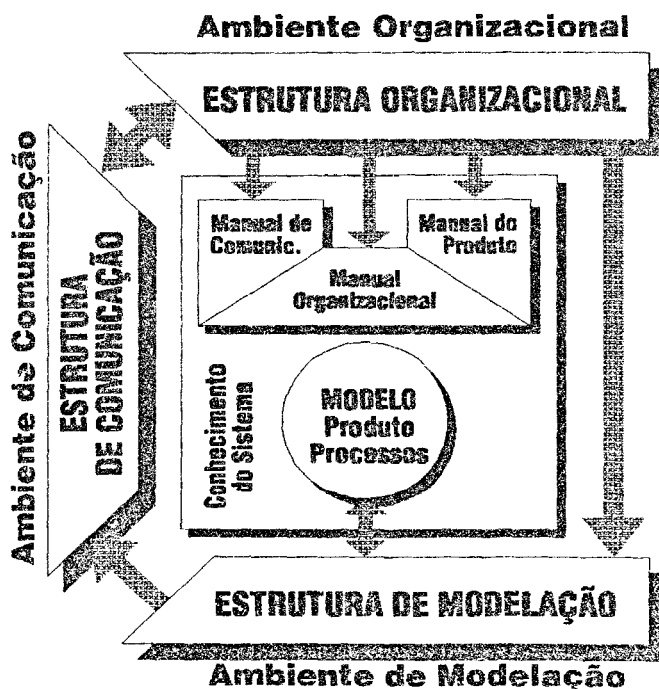 Ambiente Organizacional
ESTRUTURA ORGANIZACIONAL
Ambiente de Comunicação
ESTRUTURA
DE COMUNICAÇÃO
Manual de
Comunic.
Manual do
Produto
Manual
Organizacional
Conhecimento
do Sistema
MODELO
Produto
Processos
ESTRUTURA DE MODELAÇÃO
Ambiente de Modelação